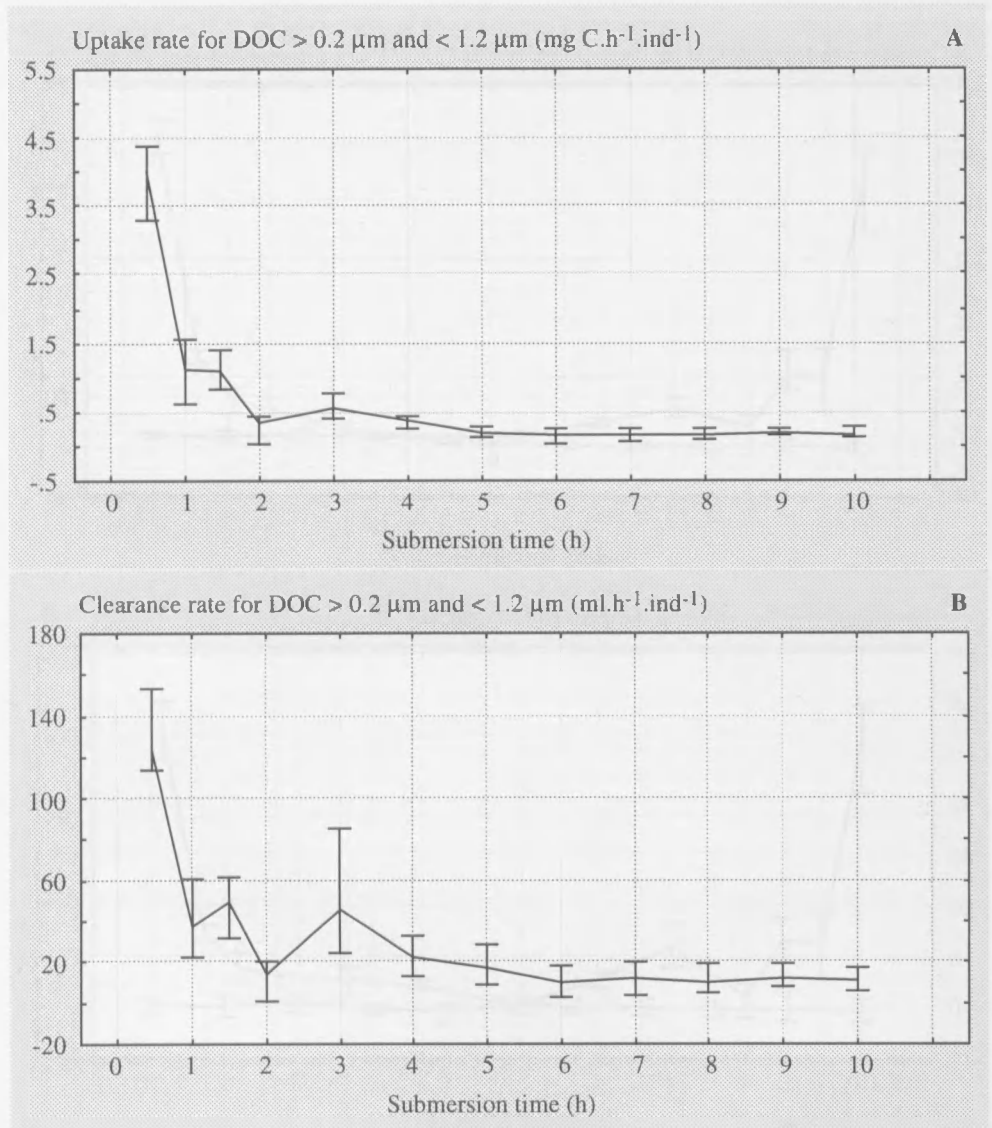 Uptake rate for DOC > 0.2 µm and < 1.2 µm (mg C.h-1.ind-1) A
5.5
4.5
3.5
2.5
1.5
.5
-.5
0 1 2 3 4 5 6 7 8 9 10
Submersion time (h)
Clearance rate for DOC > 0.2 µm and < 1.2 µm (ml.h-1.ind-1) B
180
140
100
60
20
-20
0 1 2 3 4 5 6 7 8 9 10
Submersion time (h)